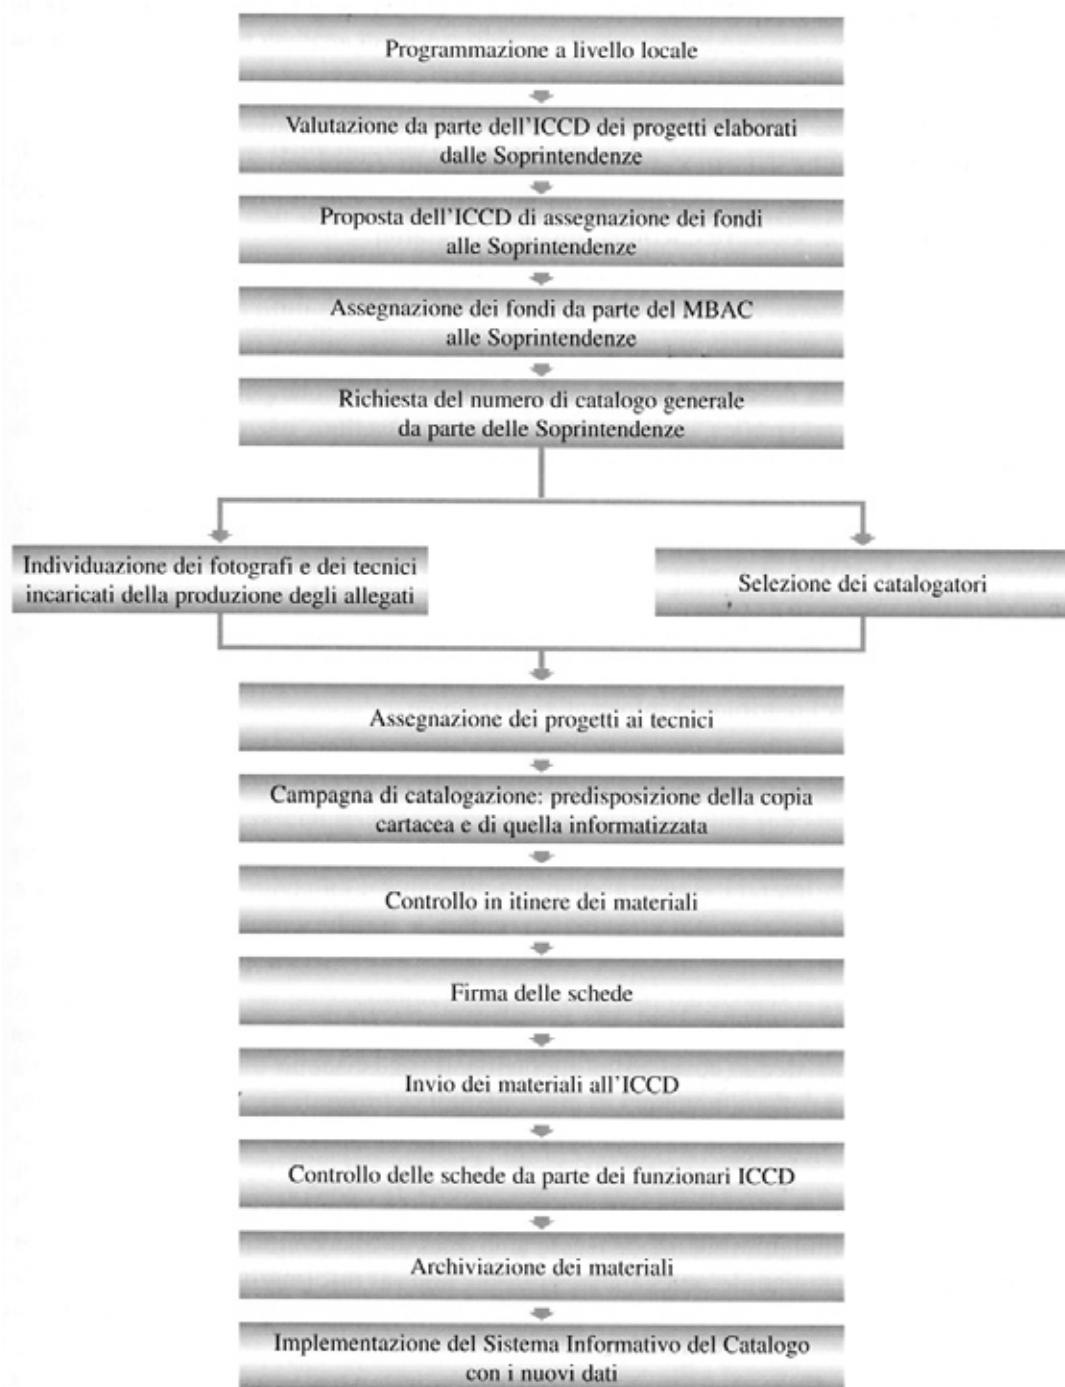 Programmazione a livello locale
Valutazione da parte dell'ICCD dei progetti elaborati
dalle Soprintendenze
Proposta dell'ICCD di assegnazione dei fondi
alle Soprintendenze
Assegnazione dei fondi da parte del MBAC
alle Soprintendenze
Richiesta del numero di catalogo generale
da parte delle Soprintendenze
Individuazione dei fotografi e dei tecnici
incaricati della produzione degli allegati
Selezione dei catalogatori
Assegnazione dei progetti ai tecnici
Campagna di catalogazione: predisposizione della copia
cartacea e di quella informatizzata
Controllo in itinere dei materiali
Firma delle schede
Invio dei materiali all'ICCD
Controllo delle schede da parte dei funzionari ICCD
Archiviazione dei materiali
Implementazione del Sistema Informativo del Catalogo
con i nuovi dati